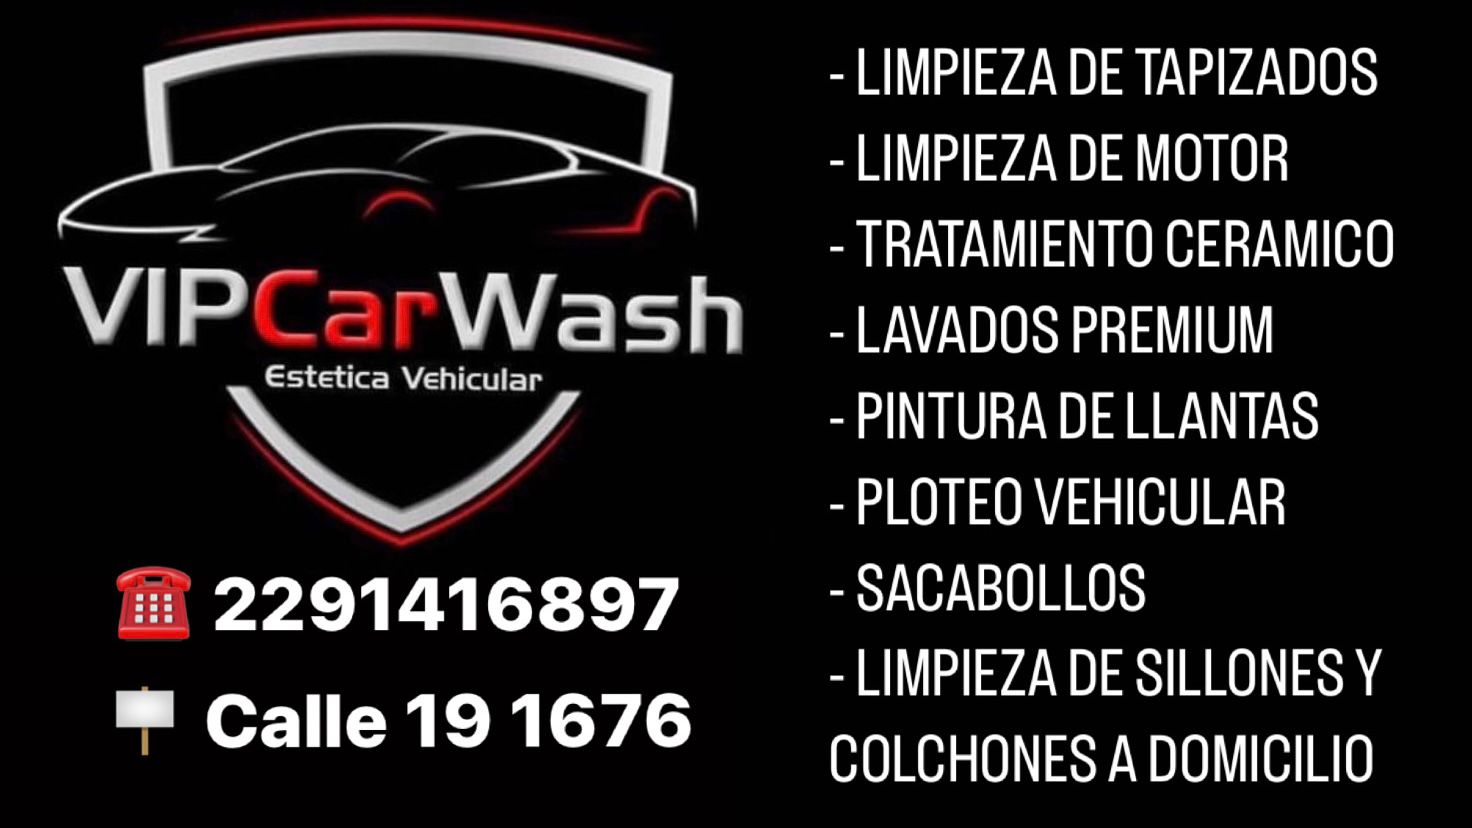 VIPCarWash
Estetica Vehicular
2291416897
Calle 19 1676
- LIMPIEZA DE TAPIZADOS
- LIMPIEZA DE MOTOR
- TRATAMIENTO CERAMICO
- LAVADOS PREMIUM
- PINTURA DE LLANTAS
- PLOTEO VEHICULAR
- SACABOLLOS
- LIMPIEZA DE SILLONES Y
COLCHONES A DOMICILIO